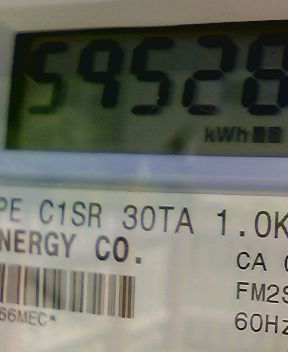 59528
kWh
PE C1SR 30TA 1.0K
NERGY CO.
CA
FM2S
56MEC*
60Hz